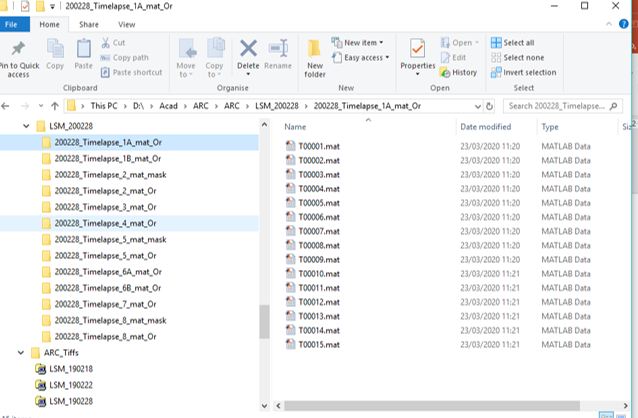 200228_Timelapse_1A_mat_Or
File Home Share View
Pin to Quick access
Copy
Paste
Cut
Copy path
Paste shortcut
Clipboard
Move to
Copy to
Delete
Rename
Organise
New folder
New item
Easy access
New
Properties
Open
Edit
History
Open
Select all
Select none
Invert selection
Select
This PC > D:\ > Acad > ARC > ARC > LSM_200228 > 200228_Timelapse_1A_mat_Or
Search 200228_Timelapse...
LSM_200228
200228_Timelapse_1A_mat_Or
200228_Timelapse_1B_mat_Or
200228_Timelapse_2_mat_mask
200228_Timelapse_2_mat_Or
200228_Timelapse_3_mat_Or
200228_Timelapse_4_mat_Or
200228_Timelapse_5_mat_mask
200228_Timelapse_5_mat_Or
200228_Timelapse_6A_mat_Or
200228_Timelapse_6B_mat_Or
200228_Timelapse_7_mat_Or
200228_Timelapse_8_mat_mask
200228_Timelapse_8_mat_Or
ARC_Tiffs
LSM_190218
LSM_190222
LSM_190228
Name Date modified Type
T00001.mat 23/03/2020 11:20 MATLAB Data
T00002.mat 23/03/2020 11:20 MATLAB Data
T00003.mat 23/03/2020 11:20 MATLAB Data
T00004.mat 23/03/2020 11:20 MATLAB Data
T00005.mat 23/03/2020 11:20 MATLAB Data
T00006.mat 23/03/2020 11:20 MATLAB Data
T00007.mat 23/03/2020 11:20 MATLAB Data
T00008.mat 23/03/2020 11:20 MATLAB Data
T00009.mat 23/03/2020 11:20 MATLAB Data
T00010.mat 23/03/2020 11:21 MATLAB Data
T00011.mat 23/03/2020 11:21 MATLAB Data
T00012.mat 23/03/2020 11:21 MATLAB Data
T00013.mat 23/03/2020 11:21 MATLAB Data
T00014.mat 23/03/2020 11:21 MATLAB Data
T00015.mat 23/03/2020 11:21 MATLAB Data